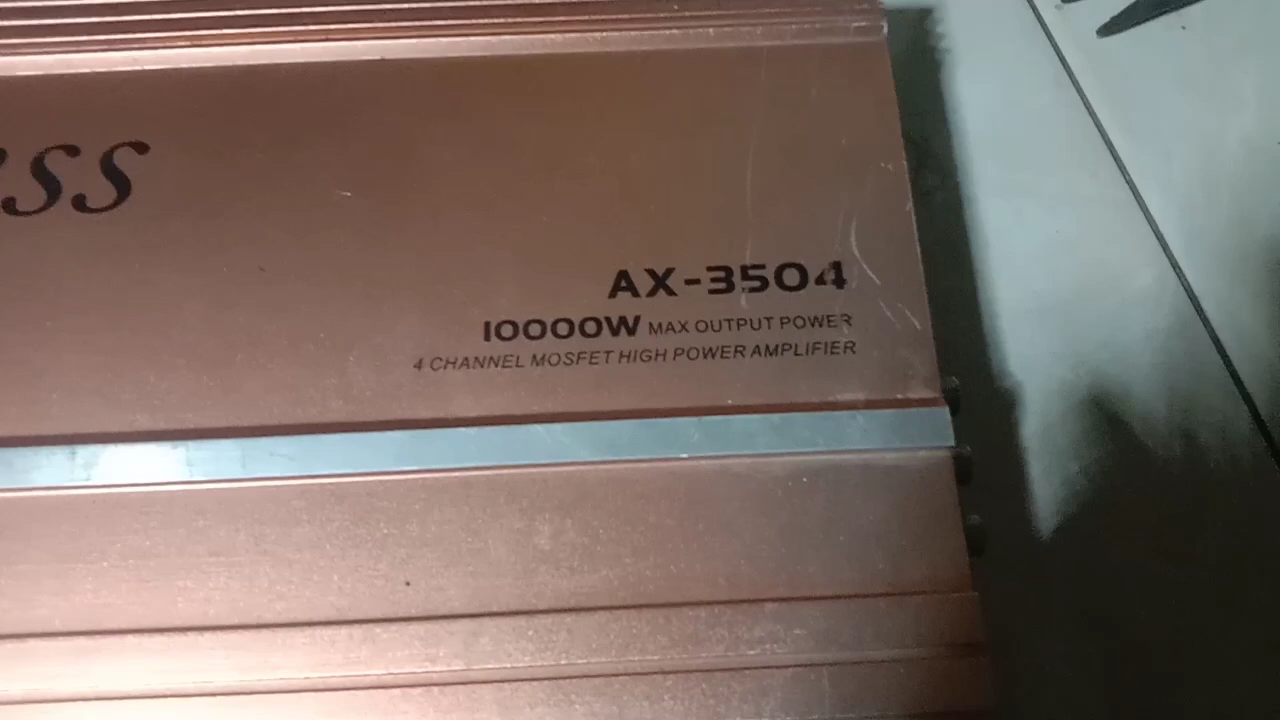 AX-3504
10000W MAX OUTPUT POWER
4 CHANNEL MOSFET HIGH POWER AMPLIFIER